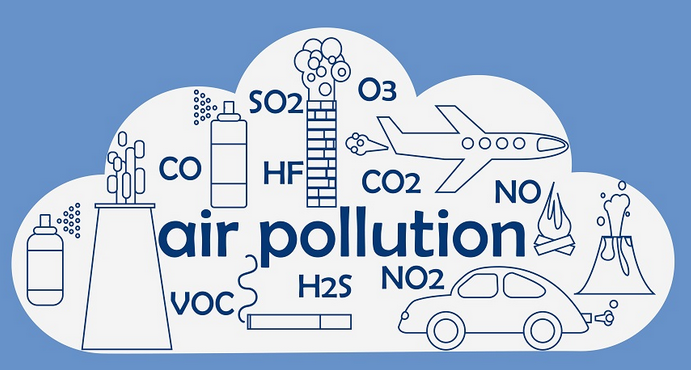 SO2
O3
CO
HF
CO2
NO
air pollution
VOC
H2S
NO2